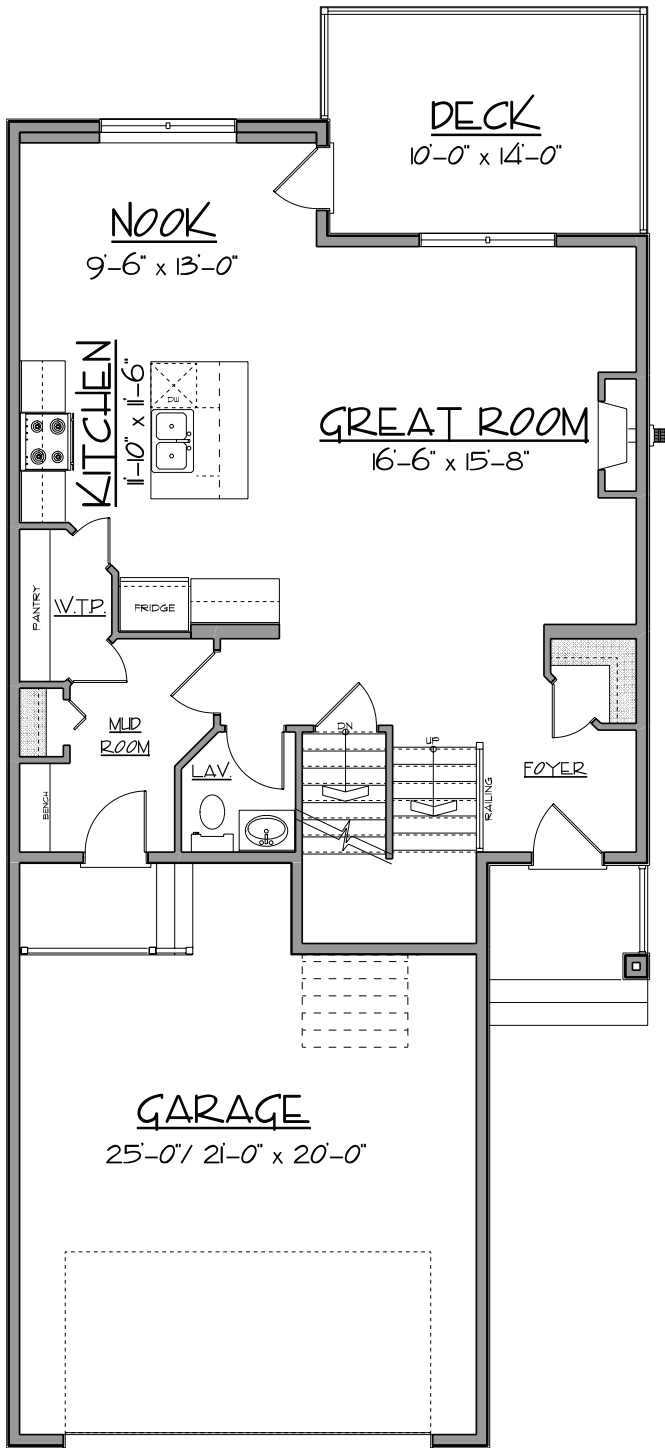 DECK
10'-0" x 14'-0"
NOOK
9'-6" x 13'-0"
KITCHEN
11'-10" x 11'-6"
DW
GREAT ROOM
16'-6" x 15'-8"
PANTRY
W.T.P.
FRIDGE
MUD
ROOM
BENCH
LAV.
DN
UP
RAILING
FOYER
GARAGE
25'-0"/ 21'-0" x 20'-0"